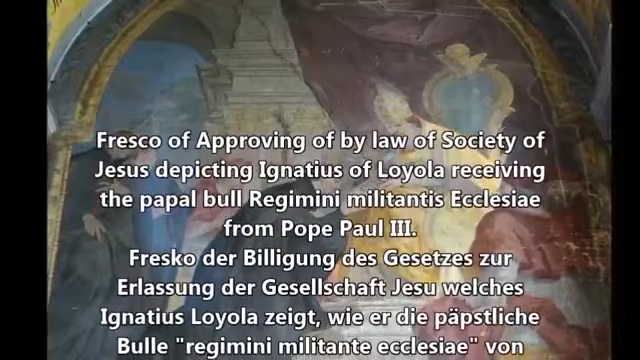 Fresco of Approving of by law of Society of
Jesus depicting Ignatius of Loyola receiving
the papal bull Regimini militantis Ecclesiae
from Pope Paul III.
Fresko der Billigung des Gesetzes zur
Erlassung der Gesellschaft Jesu welches
Ignatius Loyola zeigt, wie er die päpstliche
Bulle "regimini militante ecclesiae" von